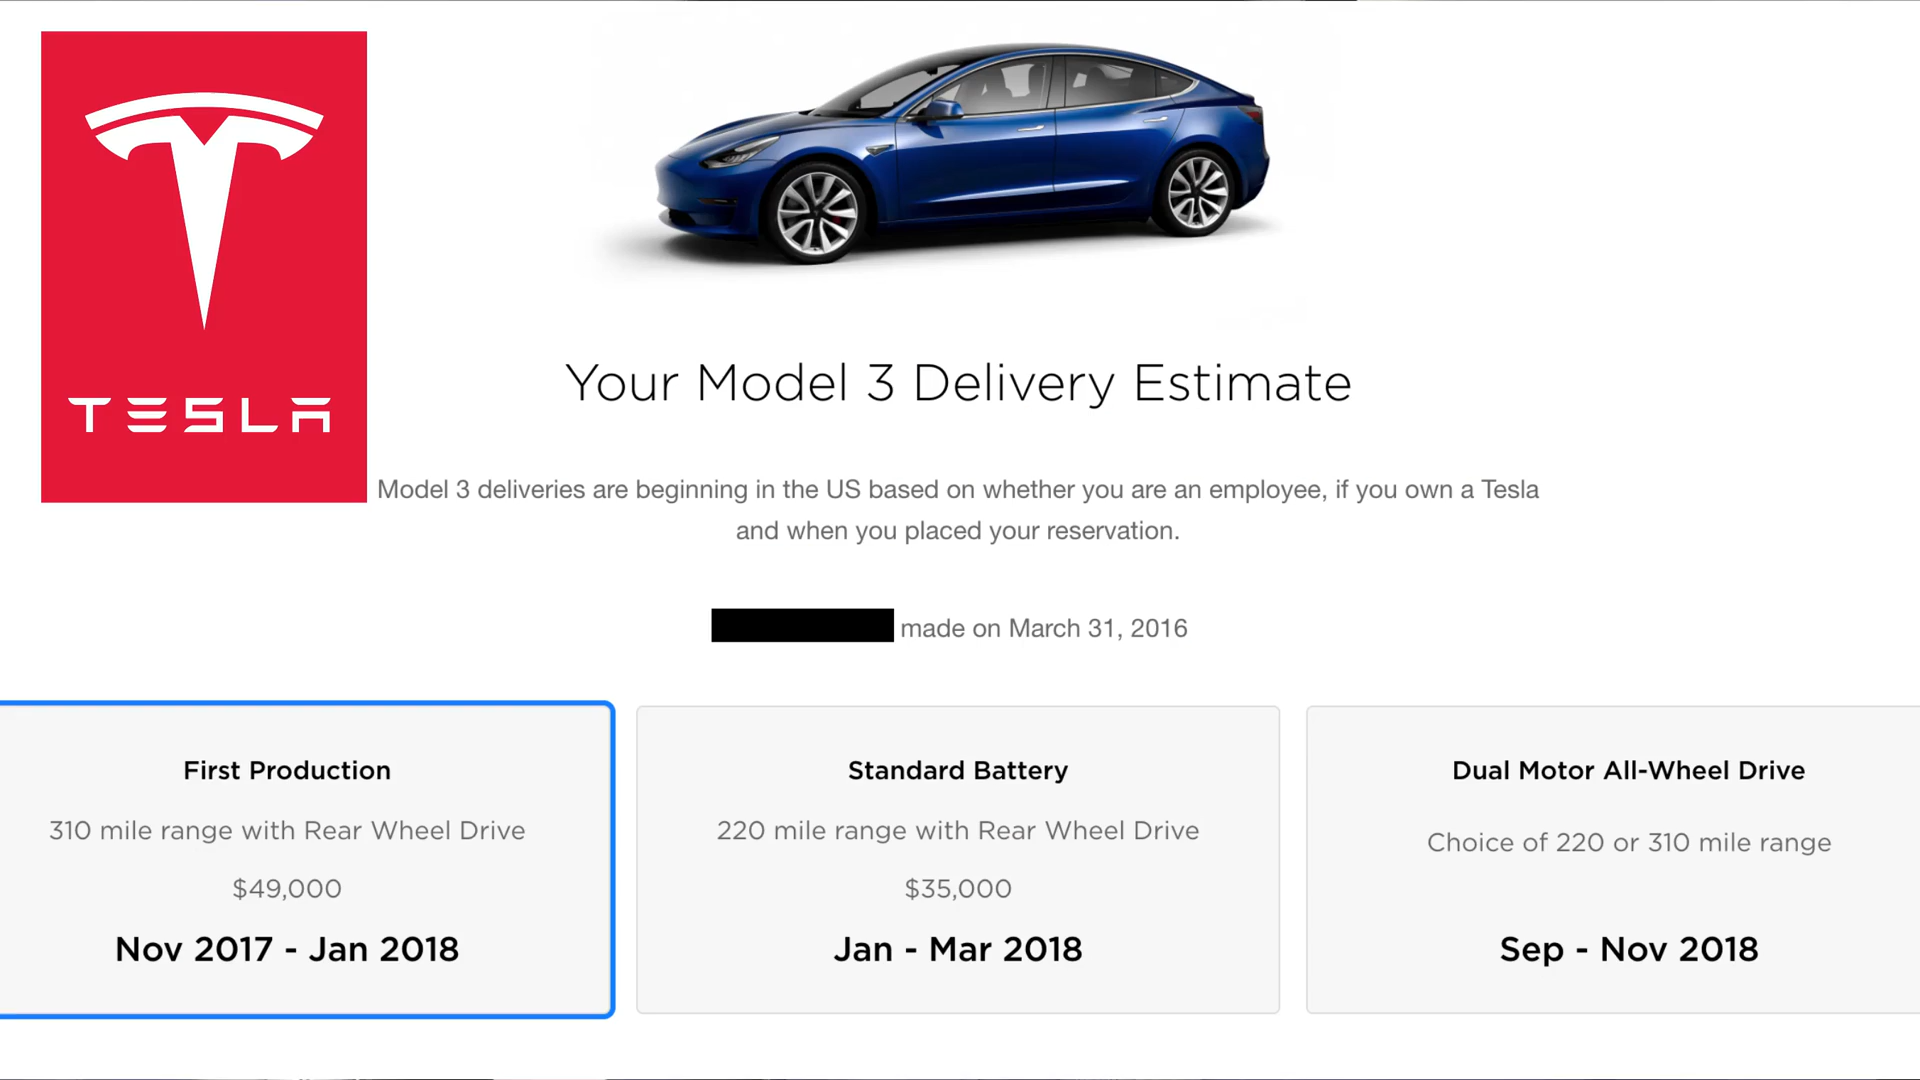 TESLA
Your Model 3 Delivery Estimate
Model 3 deliveries are beginning in the US based on whether you are an employee, if you own a Tesla
and when you placed your reservation.
made on March 31, 2016
First Production
310 mile range with Rear Wheel Drive
$49,000
Nov 2017 - Jan 2018
Standard Battery
220 mile range with Rear Wheel Drive
$35,000
Jan - Mar 2018
Dual Motor All-Wheel Drive
Choice of 220 or 310 mile range
Sep - Nov 2018